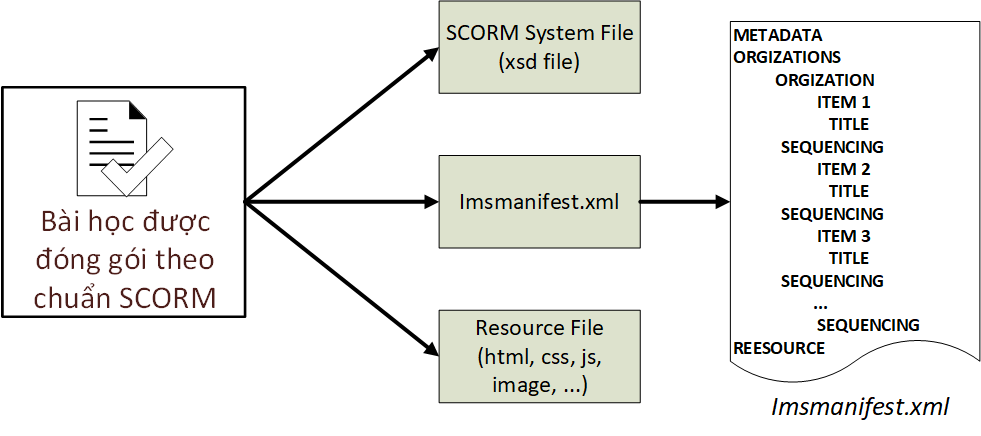 Bài học được
đóng gói theo
chuẩn SCORM
SCORM System File
(xsd file)
Imsmanifest.xml
Resource File
(html, css, js,
image, ...)
METADATA
ORGIZATIONS
ORGIZATION
ITEM 1
TITLE
SEQUENCING
ITEM 2
TITLE
SEQUENCING
ITEM 3
TITLE
SEQUENCING
...
SEQUENCING
REESOURCE
Imsmanifest.xml